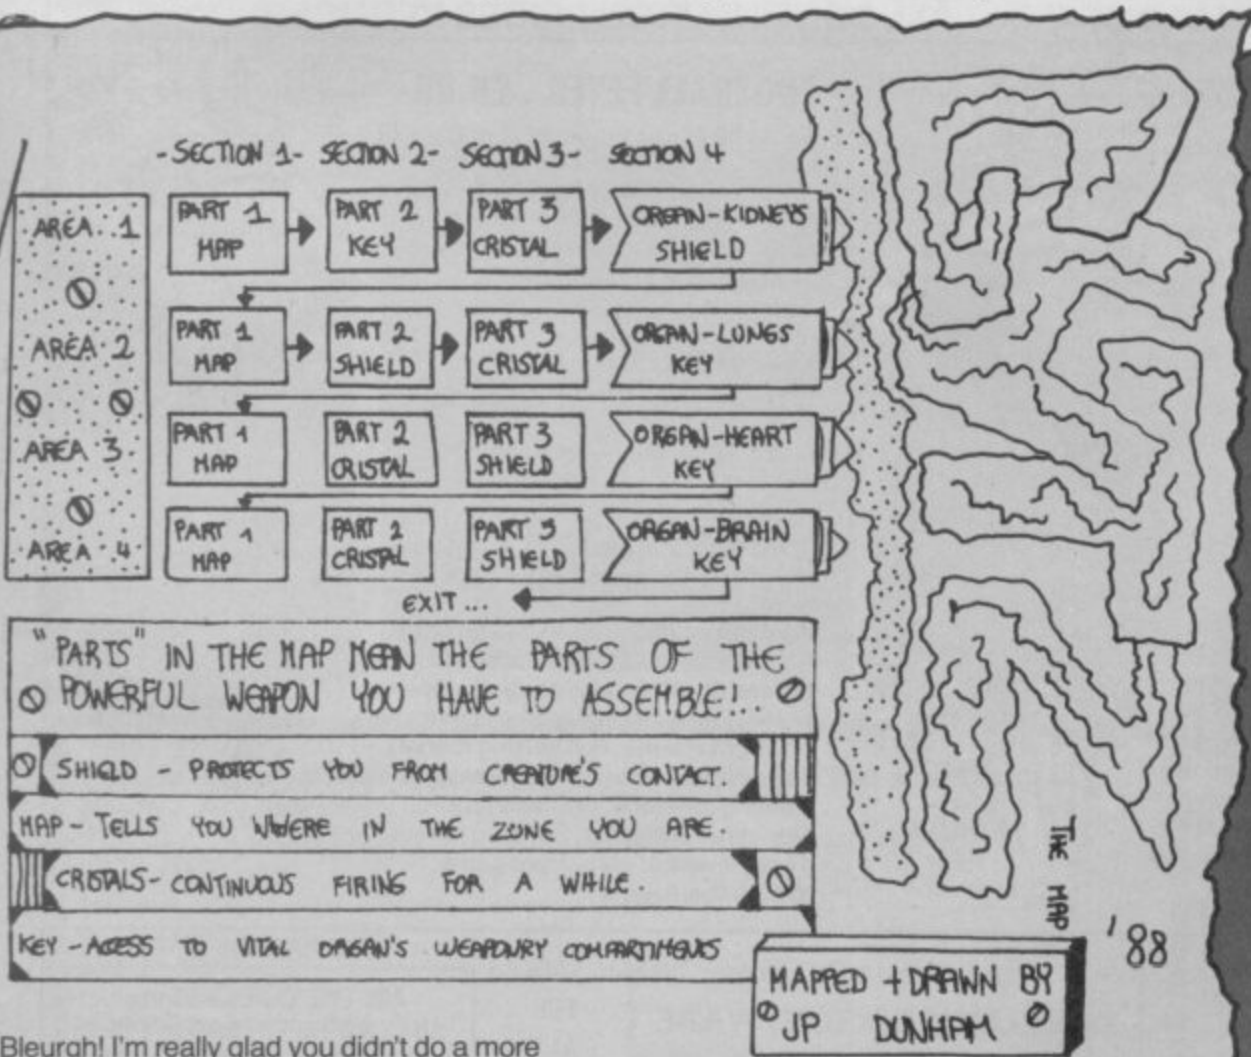 -SECTION 1- SECTION 2- SECTION 3- SECTION 4
AREA 1
PART 1
MAP
PART 2
KEY
PART 3
CRISTAL
ORGAN-KIDNEYS
SHIELD
AREA 2
PART 1
MAP
PART 2
SHIELD
PART 3
CRISTAL
ORGAN-LUNGS
KEY
AREA 3
PART 1
MAP
PART 2
CRISTAL
PART 3
SHIELD
ORGAN-HEART
KEY
AREA 4
PART 1
MAP
PART 2
CRISTAL
PART 3
SHIELD
ORGAN-BRAIN
KEY
EXIT...
"PARTS" IN THE MAP MEAN THE PARTS OF THE
POWERFUL WEAPON YOU HAVE TO ASSEMBLE!..
SHIELD - PROTECTS YOU FROM CREATURE'S CONTACT.
MAP - TELLS YOU WHERE IN THE ZONE YOU ARE.
CRISTALS - CONTINUOUS FIRING FOR A WHILE.
KEY - ACCESS TO VITAL ORGAN'S WEAPONRY COMPARTMENTS
THE MAP
'88
MAPPED + DRAWN BY
JP DUNHAM
Bleurgh! I'm really glad you didn't do a more